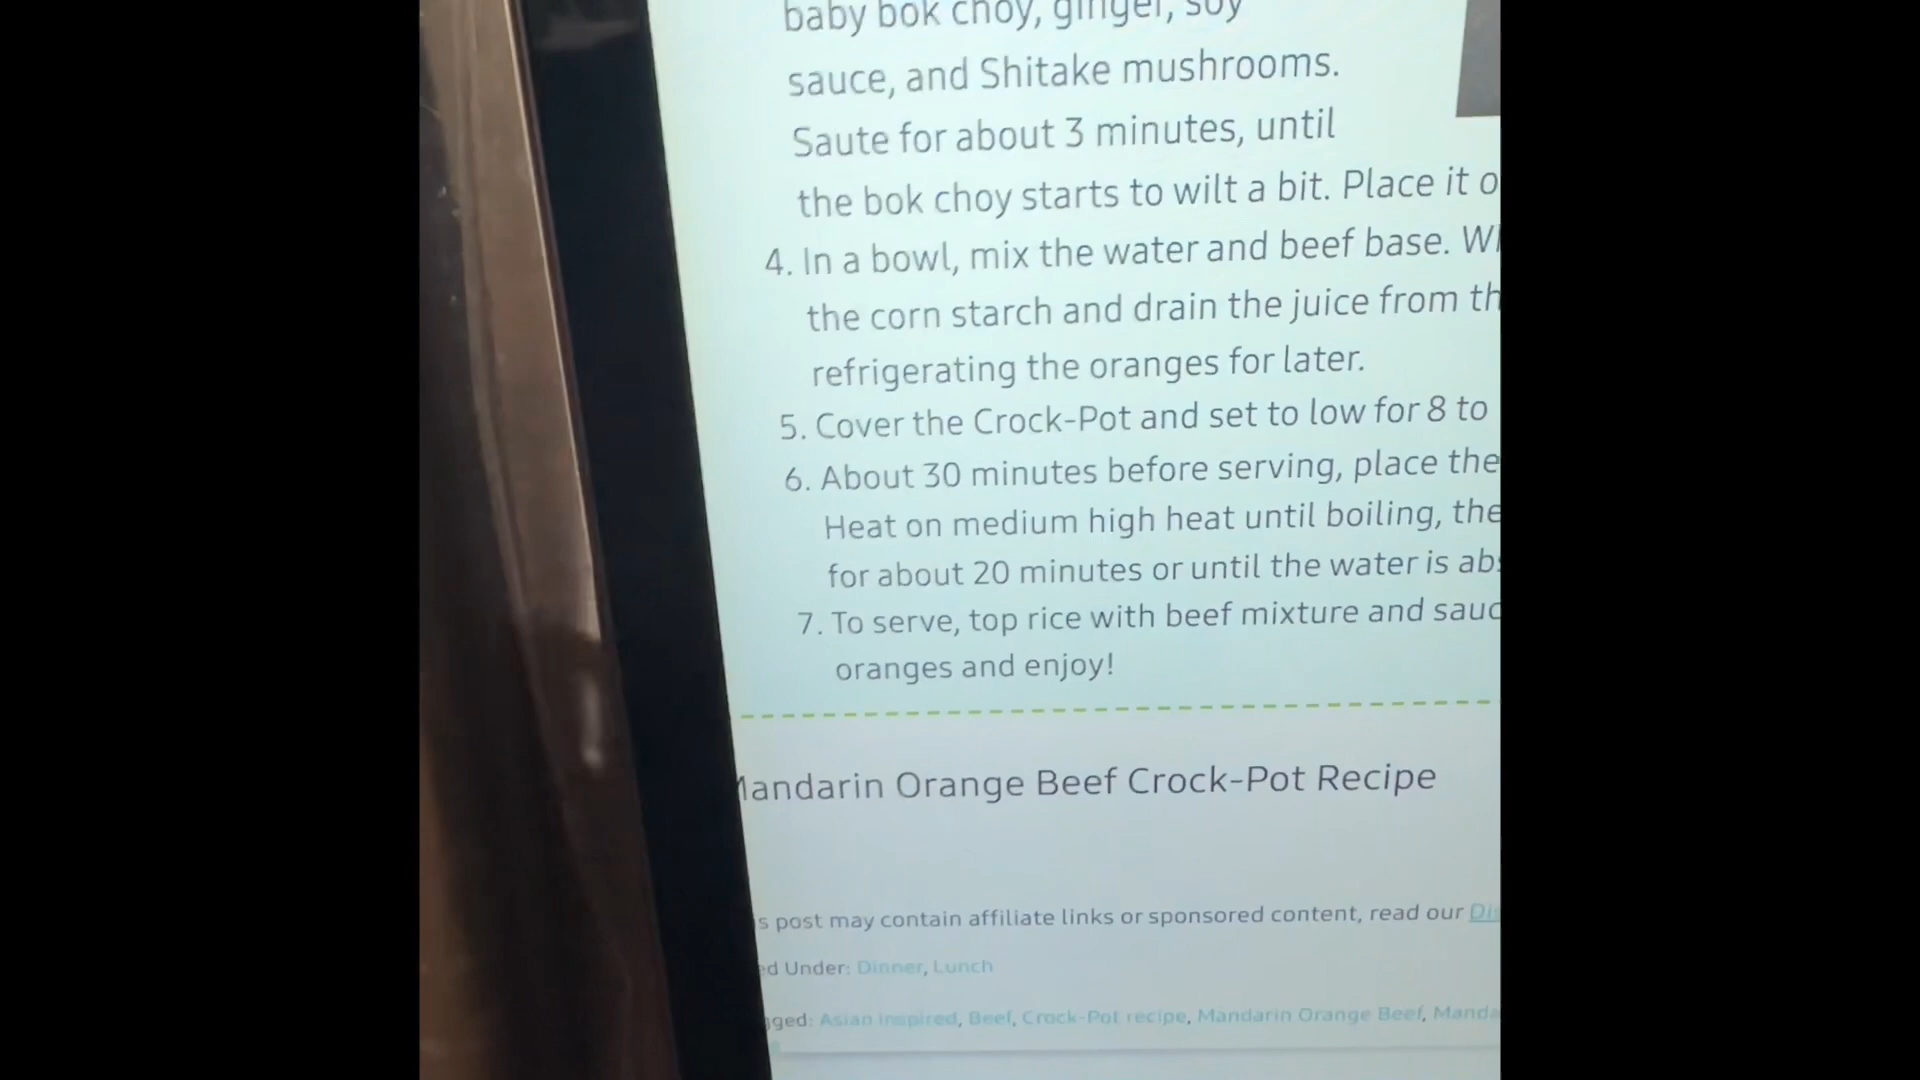 baby bok choy, ginger, soy
sauce, and Shitake mushrooms.
Saute for about 3 minutes, until
the bok choy starts to wilt a bit. Place it
4. In a bowl, mix the water and beef base.
the corn starch and drain the juice from
refrigerating the oranges for later.
5. Cover the Crock-Pot and set to low for 8 to
6. About 30 minutes before serving, place the
Heat on medium high heat until boiling,
for about 20 minutes or until the water is
7. To serve, top rice with beef mixture and
oranges and enjoy!
Mandarin Orange Beef Crock-Pot Recipe
post may contain affiliate links or sponsored content, read our
Under: Dinner, Lunch
Asian inspired, Beef, Crock-Pot recipe, Mandarin Orange Beef,